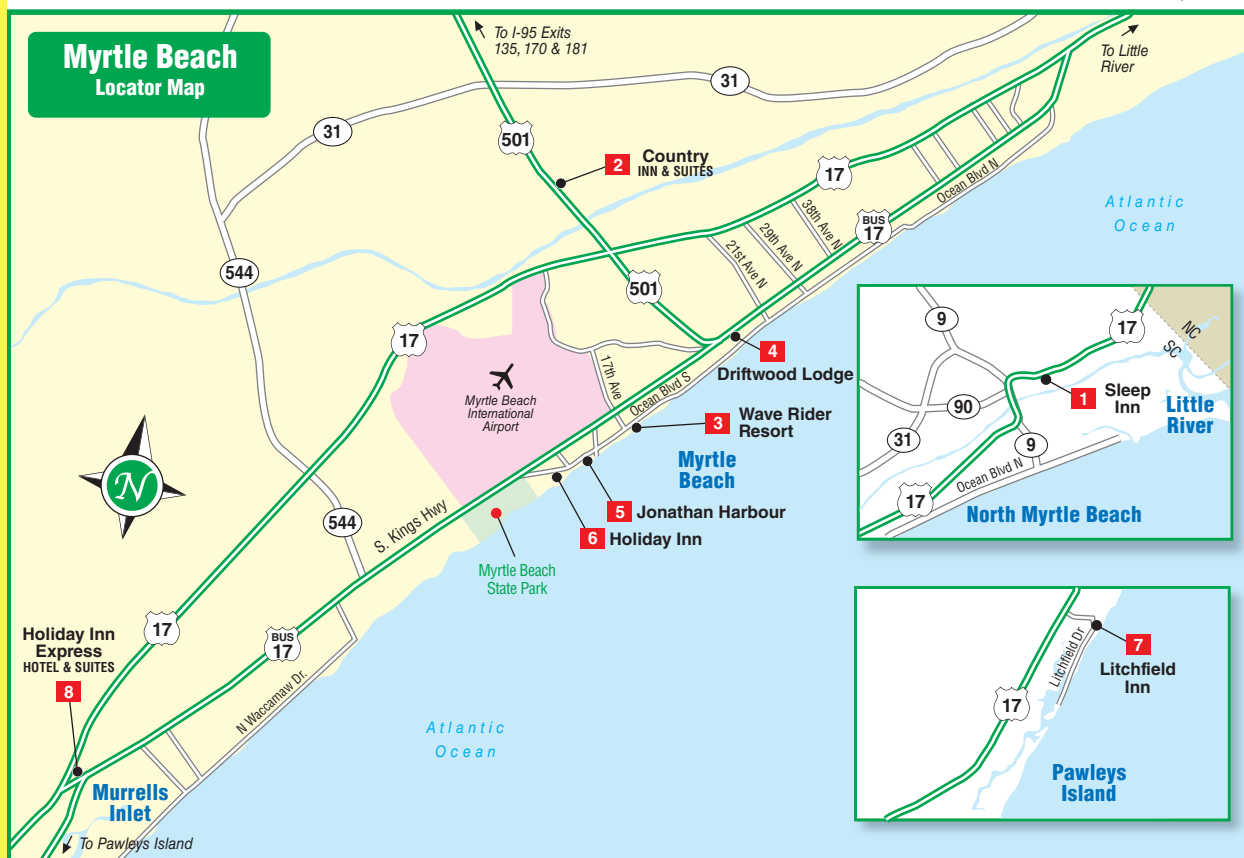 Myrtle Beach
Locator Map
To I-95 Exits
135, 170 & 181
To Little
River
31
31
501
2
Country
INN & SUITES
17
Ocean Blvd N
Atlantic
Ocean
BUS
17
38th Ave N
29th Ave N
21st Ave N
544
501
17
4
Driftwood Lodge
17th Ave
Ocean Blvd S
Myrtle Beach
International
Airport
3
Wave Rider
Resort
Myrtle
Beach
5
Jonathan Harbour
6
Holiday Inn
N
S. Kings Hwy
544
Myrtle Beach
State Park
17
BUS
17
Holiday Inn
Express
HOTEL & SUITES
8
N Waccamaw Dr.
Atlantic
Ocean
Murrells
Inlet
To Pawleys Island
9
17
NC
SC
1
Sleep
Inn
Little
River
90
31
9
Ocean Blvd N
17
North Myrtle Beach
7
Litchfield
Inn
Litchfield Dr
17
Pawleys
Island